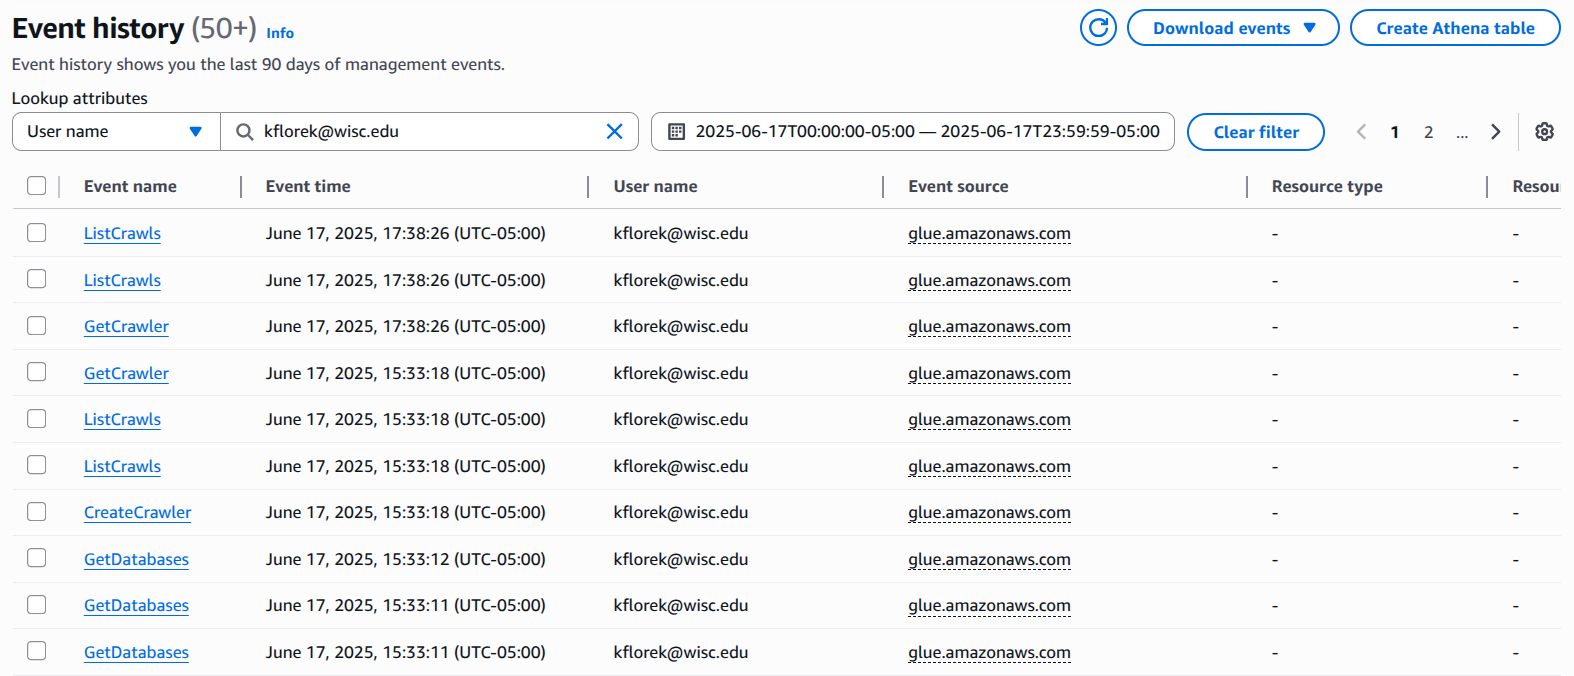 Event history (50+) Info
Download events
Create Athena table
Event history shows you the last 90 days of management events.
Lookup attributes
User name
kflorek@wisc.edu
2025-06-17T00:00:00-05:00 — 2025-06-17T23:59:59-05:00
Clear filter
1 2 ...
Event name Event time User name Event source Resource type Resou
ListCrawls June 17, 2025, 17:38:26 (UTC-05:00) kflorek@wisc.edu glue.amazonaws.com - -
ListCrawls June 17, 2025, 17:38:26 (UTC-05:00) kflorek@wisc.edu glue.amazonaws.com - -
GetCrawler June 17, 2025, 17:38:26 (UTC-05:00) kflorek@wisc.edu glue.amazonaws.com - -
GetCrawler June 17, 2025, 15:33:18 (UTC-05:00) kflorek@wisc.edu glue.amazonaws.com - -
ListCrawls June 17, 2025, 15:33:18 (UTC-05:00) kflorek@wisc.edu glue.amazonaws.com - -
ListCrawls June 17, 2025, 15:33:18 (UTC-05:00) kflorek@wisc.edu glue.amazonaws.com - -
CreateCrawler June 17, 2025, 15:33:18 (UTC-05:00) kflorek@wisc.edu glue.amazonaws.com - -
GetDatabases June 17, 2025, 15:33:12 (UTC-05:00) kflorek@wisc.edu glue.amazonaws.com - -
GetDatabases June 17, 2025, 15:33:11 (UTC-05:00) kflorek@wisc.edu glue.amazonaws.com - -
GetDatabases June 17, 2025, 15:33:11 (UTC-05:00) kflorek@wisc.edu glue.amazonaws.com - -